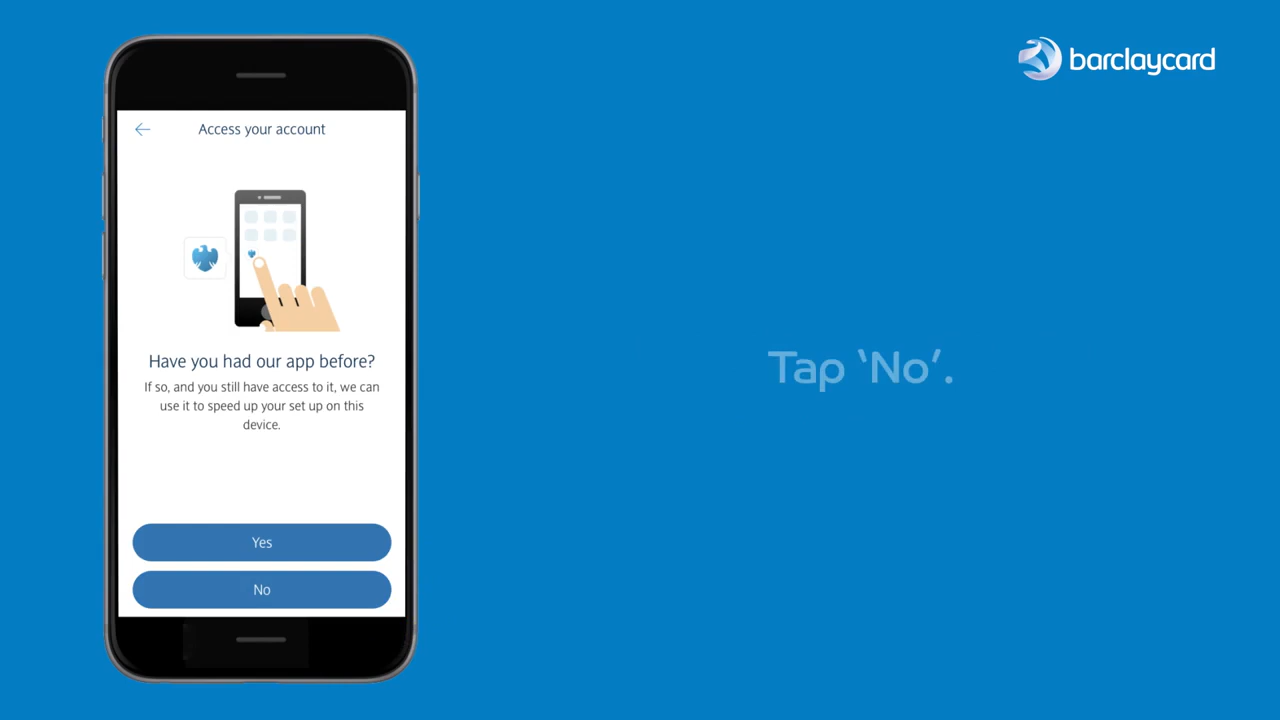 barclaycard
Access your account
Have you had our app before?
If so, and you still have access to it, we can
use it to speed up your set up on this
device.
Yes
No
Tap ‘No’.